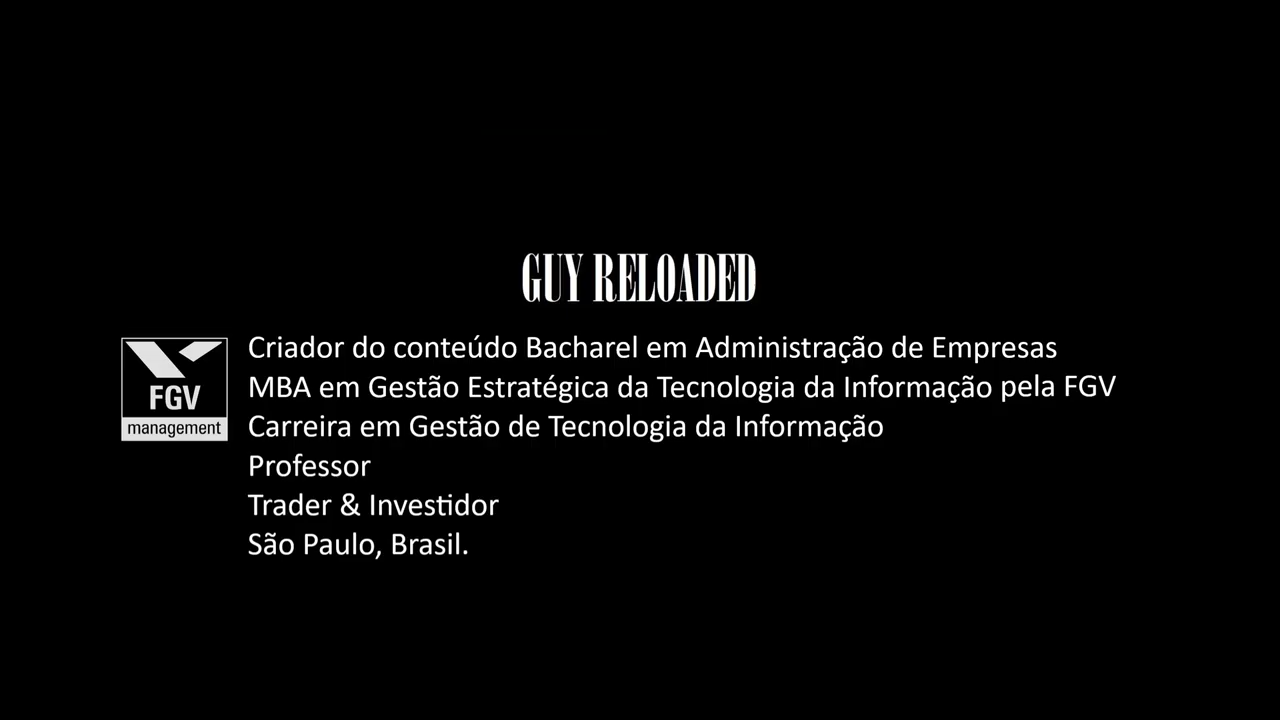 GUY RELOADED
FGV
management
Criador do conteúdo Bacharel em Administração de Empresas
MBA em Gestão Estratégica da Tecnologia da Informação pela FGV
Carreira em Gestão de Tecnologia da Informação
Professor
Trader & Investidor
São Paulo, Brasil.